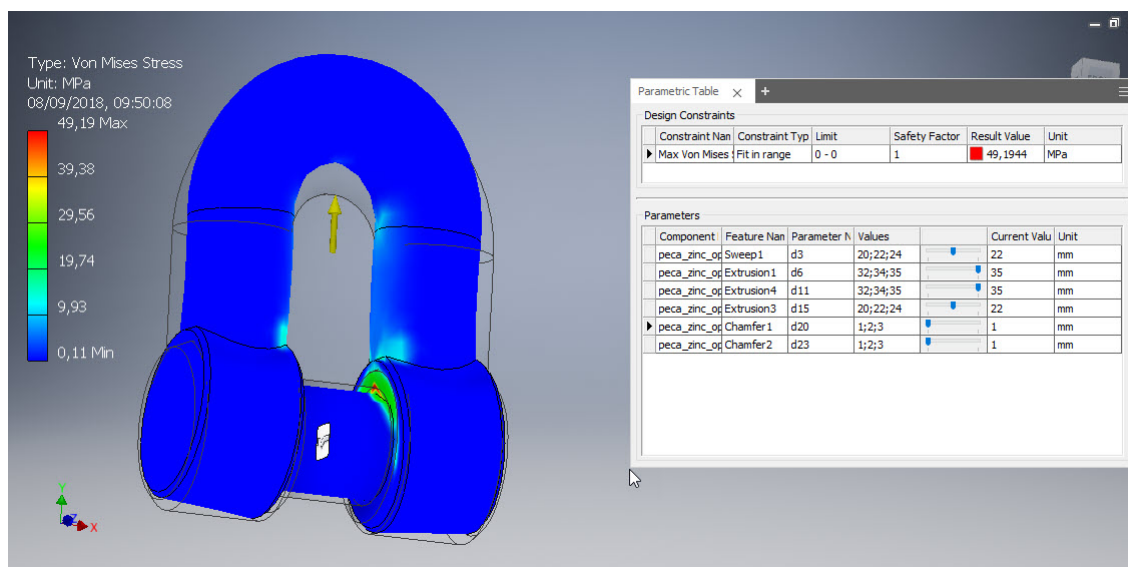 Type: Von Mises Stress
Unit: MPa
08/09/2018, 09:50:08
49,19 Max
39,38
29,56
19,74
9,93
0,11 Min
Y
Z
X
Parametric Table
Design Constraints
Constraint Nan Constraint Typ Limit Safety Factor Result Value Unit
Max Von Mises S Fit in range 0 - 0 1 49,1944 MPa
Parameters
Component Feature Nan Parameter N Values Current Valu Unit
peca_zinc_op Sweep1 d3 20;22;24 22 mm
peca_zinc_op Extrusion1 d6 32;34;35 35 mm
peca_zinc_op Extrusion4 d11 32;34;35 35 mm
peca_zinc_op Extrusion3 d15 20;22;24 22 mm
peca_zinc_op Chamfer1 d20 1;2;3 1 mm
peca_zinc_op Chamfer2 d23 1;2;3 1 mm